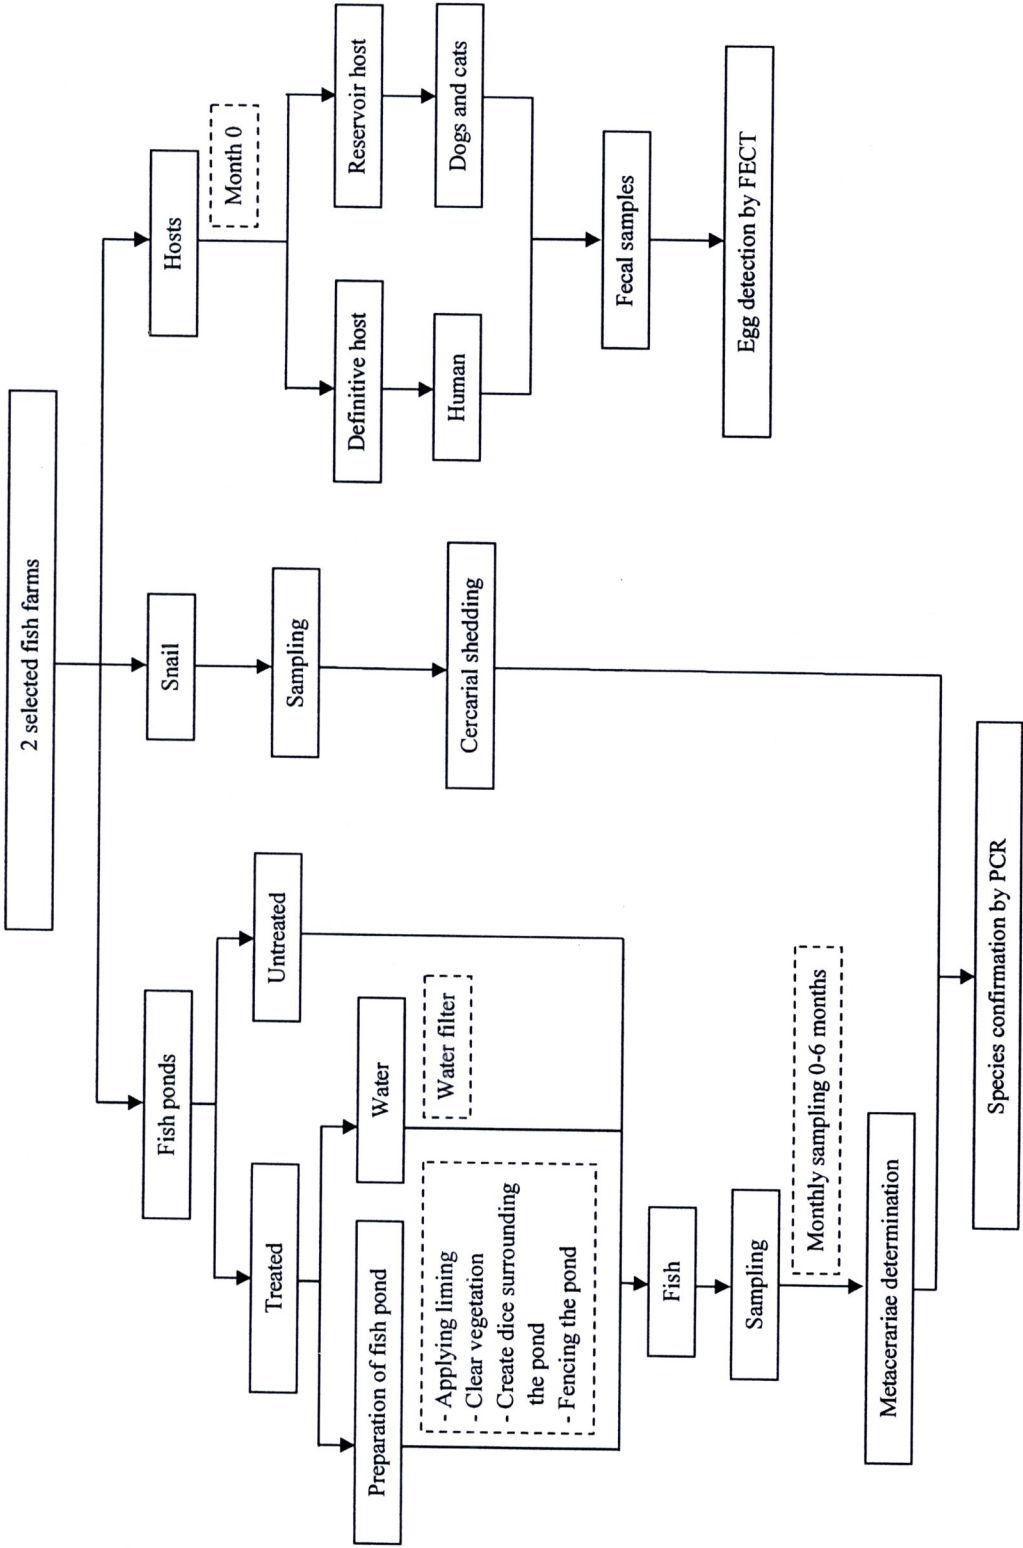 2 selected fish farms
Fish ponds
Snail
Hosts
Month 0
Treated
Untreated
Sampling
Definitive host
Reservoir host
Preparation of fish pond
Water
Human
Dogs and cats
- Applying liming
- Clear vegetation
- Create dice surrounding
the pond
- Fencing the pond
Water filter
Cercarial shedding
Fecal samples
Fish
Egg detection by FECT
Sampling
Monthly sampling 0-6 months
Metacerariae determination
Species confirmation by PCR